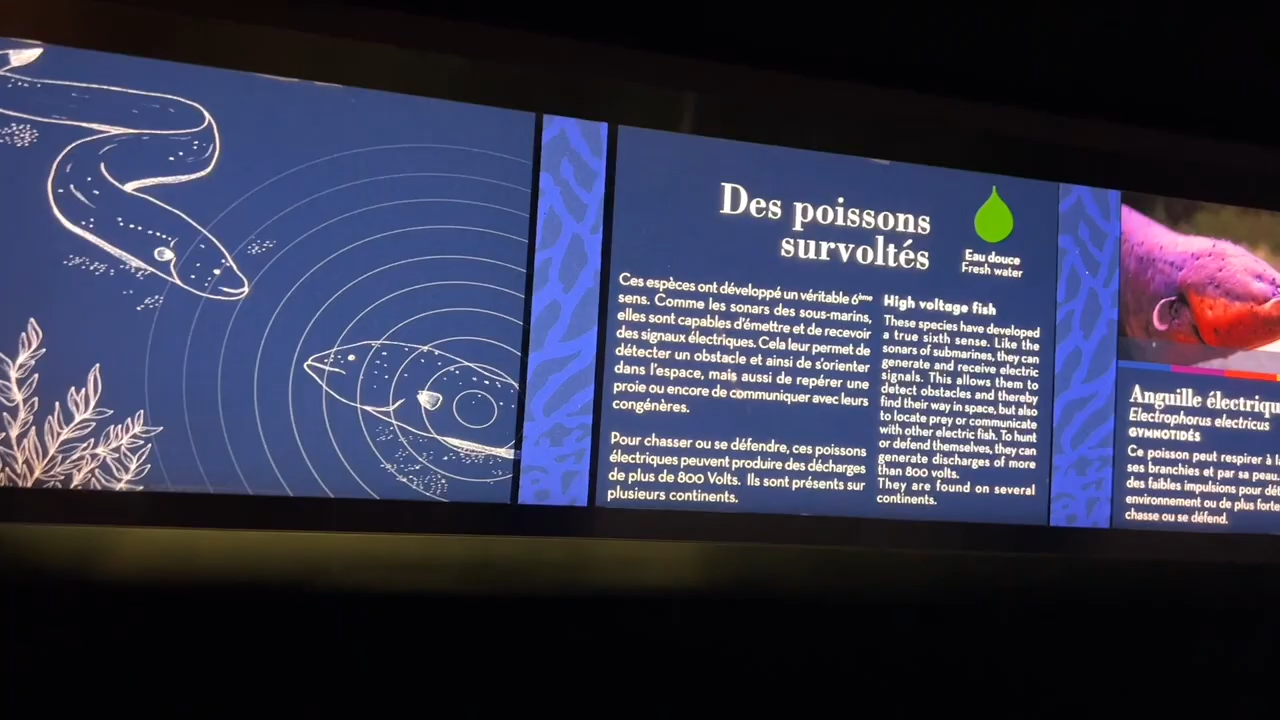 Des poissons
survoltés
Eau douce
Fresh water
Ces espèces ont développé un véritable 6ème
sens. Comme les sonars des sous-marins,
elles sont capables d'émettre et de recevoir
des signaux électriques. Cela leur permet de
détecter un obstacle et ainsi de s'orienter
dans l'espace, mais aussi de repérer une
proie ou encore de communiquer avec leurs
congénères.
Pour chasser ou se défendre, ces poissons
électriques peuvent produire des décharges
de plus de 800 Volts. Ils sont présents sur
plusieurs continents.
High voltage fish
These species have developed
a true sixth sense. Like the
sonars of submarines, they can
generate and receive electric
signals. This allows them to
detect obstacles and thereby
find their way in space, but also
to locate prey or communicate
with other electric fish. To hunt
or defend themselves, they can
generate discharges of more
than 800 volts.
They are found on several
continents.
Anguille électriqu
Electrophorus electricus
GYMNOTIDÉS
Ce poisson peut respirer à l
ses branchies et par sa peau.
des faibles impulsions pour dé
environnement ou de plus forte
chasse ou se défend.